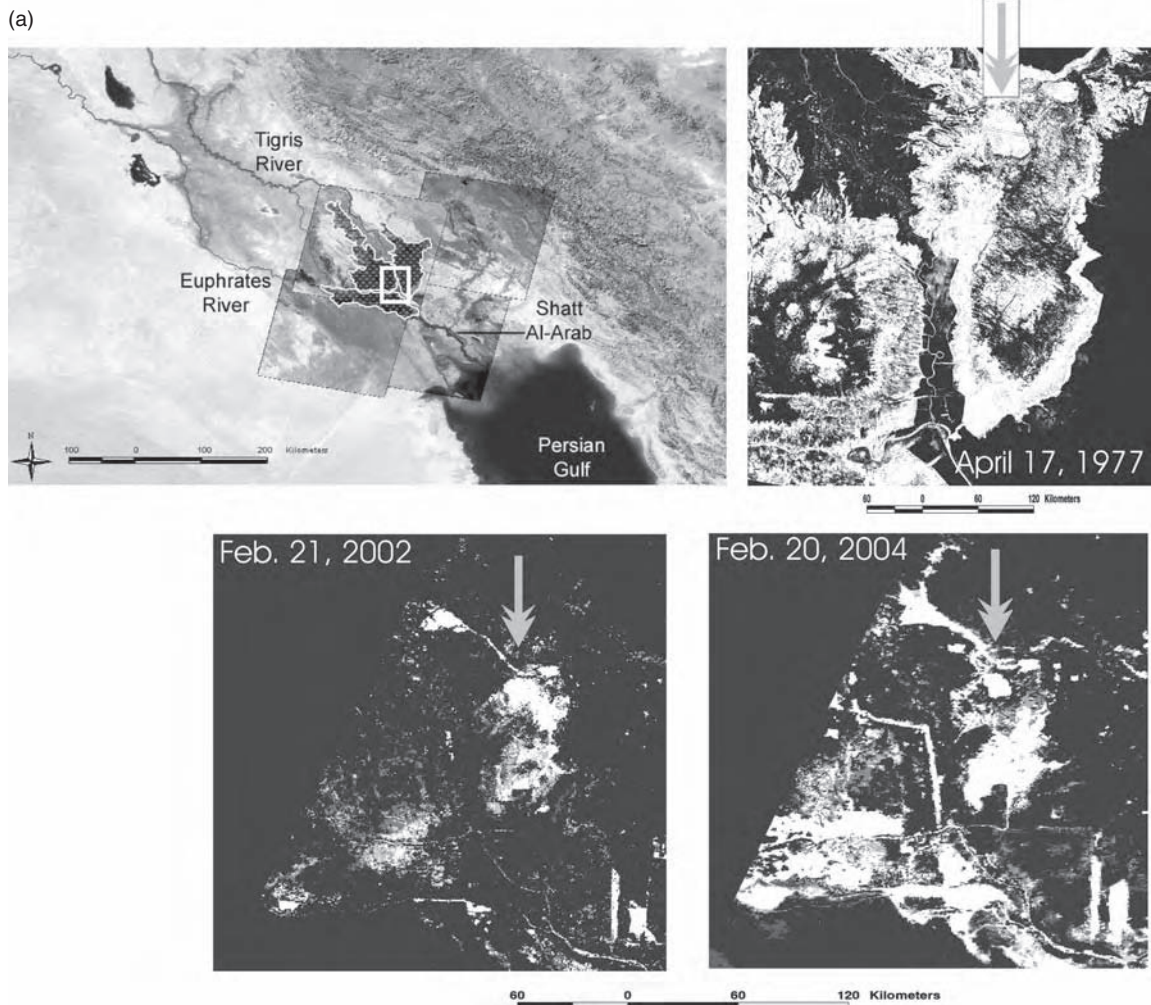 (a)
Tigris
River
Euphrates
River
Shatt
Al-Arab
Persian
Gulf
N
100 0 100 200 Kilometers
April 17, 1977
60 0 60 120 Kilometers
Feb. 21, 2002
Feb. 20, 2004
60 0 60 120 Kilometers